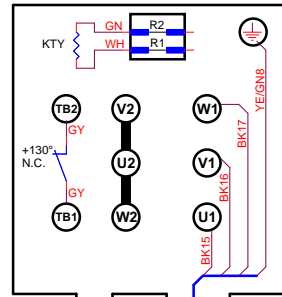 GN R2
KTY
WH R1
YE/GN8
TB2 V2 W1
GY
BK17
+130°
N.C.
U2 V1
GY
BK16
TB1 W2 U1
BK15